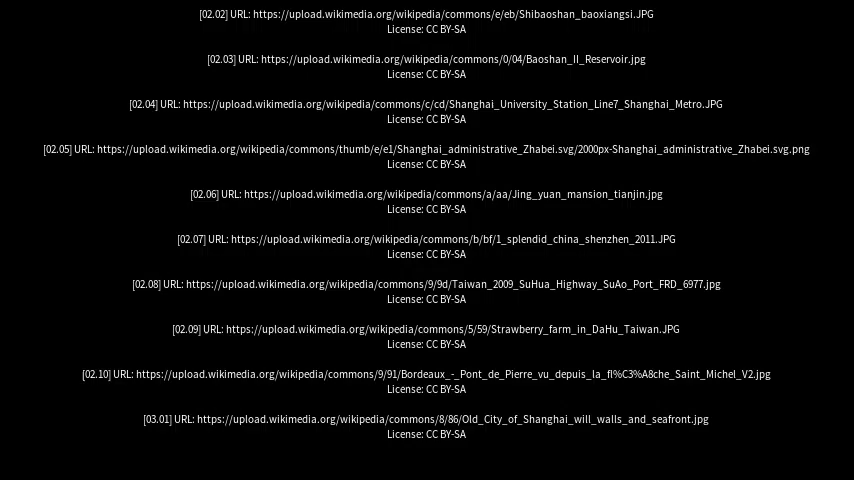 [02.02] URL: https://upload.wikimedia.org/wikipedia/commons/e/eb/Shibaoshan_baoxiangsi.JPG
License: CC BY-SA
[02.03] URL: https://upload.wikimedia.org/wikipedia/commons/0/04/Baoshan_II_Reservoir.jpg
License: CC BY-SA
[02.04] URL: https://upload.wikimedia.org/wikipedia/commons/c/cd/Shanghai_University_Station_Line7_Shanghai_Metro.JPG
License: CC BY-SA
[02.05] URL: https://upload.wikimedia.org/wikipedia/commons/thumb/e/e1/Shanghai_administrative_Zhabei.svg/2000px-Shanghai_administrative_Zhabei.svg.png
License: CC BY-SA
[02.06] URL: https://upload.wikimedia.org/wikipedia/commons/a/aa/Jing_yuan_mansion_tianjin.jpg
License: CC BY-SA
[02.07] URL: https://upload.wikimedia.org/wikipedia/commons/b/bf/1_splendid_china_shenzhen_2011.JPG
License: CC BY-SA
[02.08] URL: https://upload.wikimedia.org/wikipedia/commons/9/9d/Taiwan_2009_SuHua_Highway_SuAo_Port_FRD_6977.jpg
License: CC BY-SA
[02.09] URL: https://upload.wikimedia.org/wikipedia/commons/5/59/Strawberry_farm_in_DaHu_Taiwan.JPG
License: CC BY-SA
[02.10] URL: https://upload.wikimedia.org/wikipedia/commons/9/91/Bordeaux_-_Pont_de_Pierre_vu_depuis_la_fl%C3%A8che_Saint_Michel_V2.jpg
License: CC BY-SA
[03.01] URL: https://upload.wikimedia.org/wikipedia/commons/8/86/Old_City_of_Shanghai_will_walls_and_seafront.jpg
License: CC BY-SA